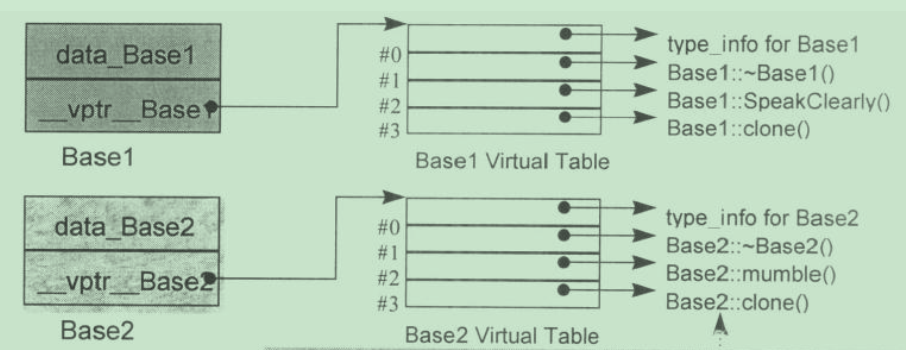 data_Base1
__vptr__Base1
Base1
#0
#1
#2
#3
Base1 Virtual Table
type_info for Base1
Base1::~Base1()
Base1::SpeakClearly()
Base1::clone()
data_Base2
__vptr__Base2
Base2
#0
#1
#2
#3
Base2 Virtual Table
type_info for Base2
Base2::~Base2()
Base2::mumble()
Base2::clone()